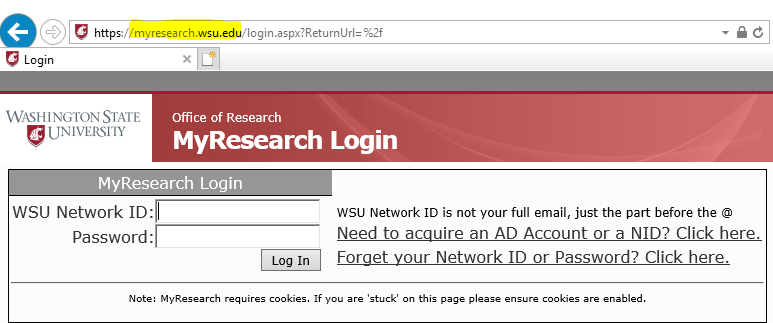 https://myresearch.wsu.edu/login.aspx?ReturnUrl=%2f
Login
WASHINGTON STATE
UNIVERSITY
Office of Research
MyResearch Login
MyResearch Login
WSU Network ID:
WSU Network ID is not your full email, just the part before the @
Password:
Need to acquire an AD Account or a NID? Click here.
Log In
Forget your Network ID or Password? Click here.
Note: MyResearch requires cookies. If you are 'stuck' on this page please ensure cookies are enabled.